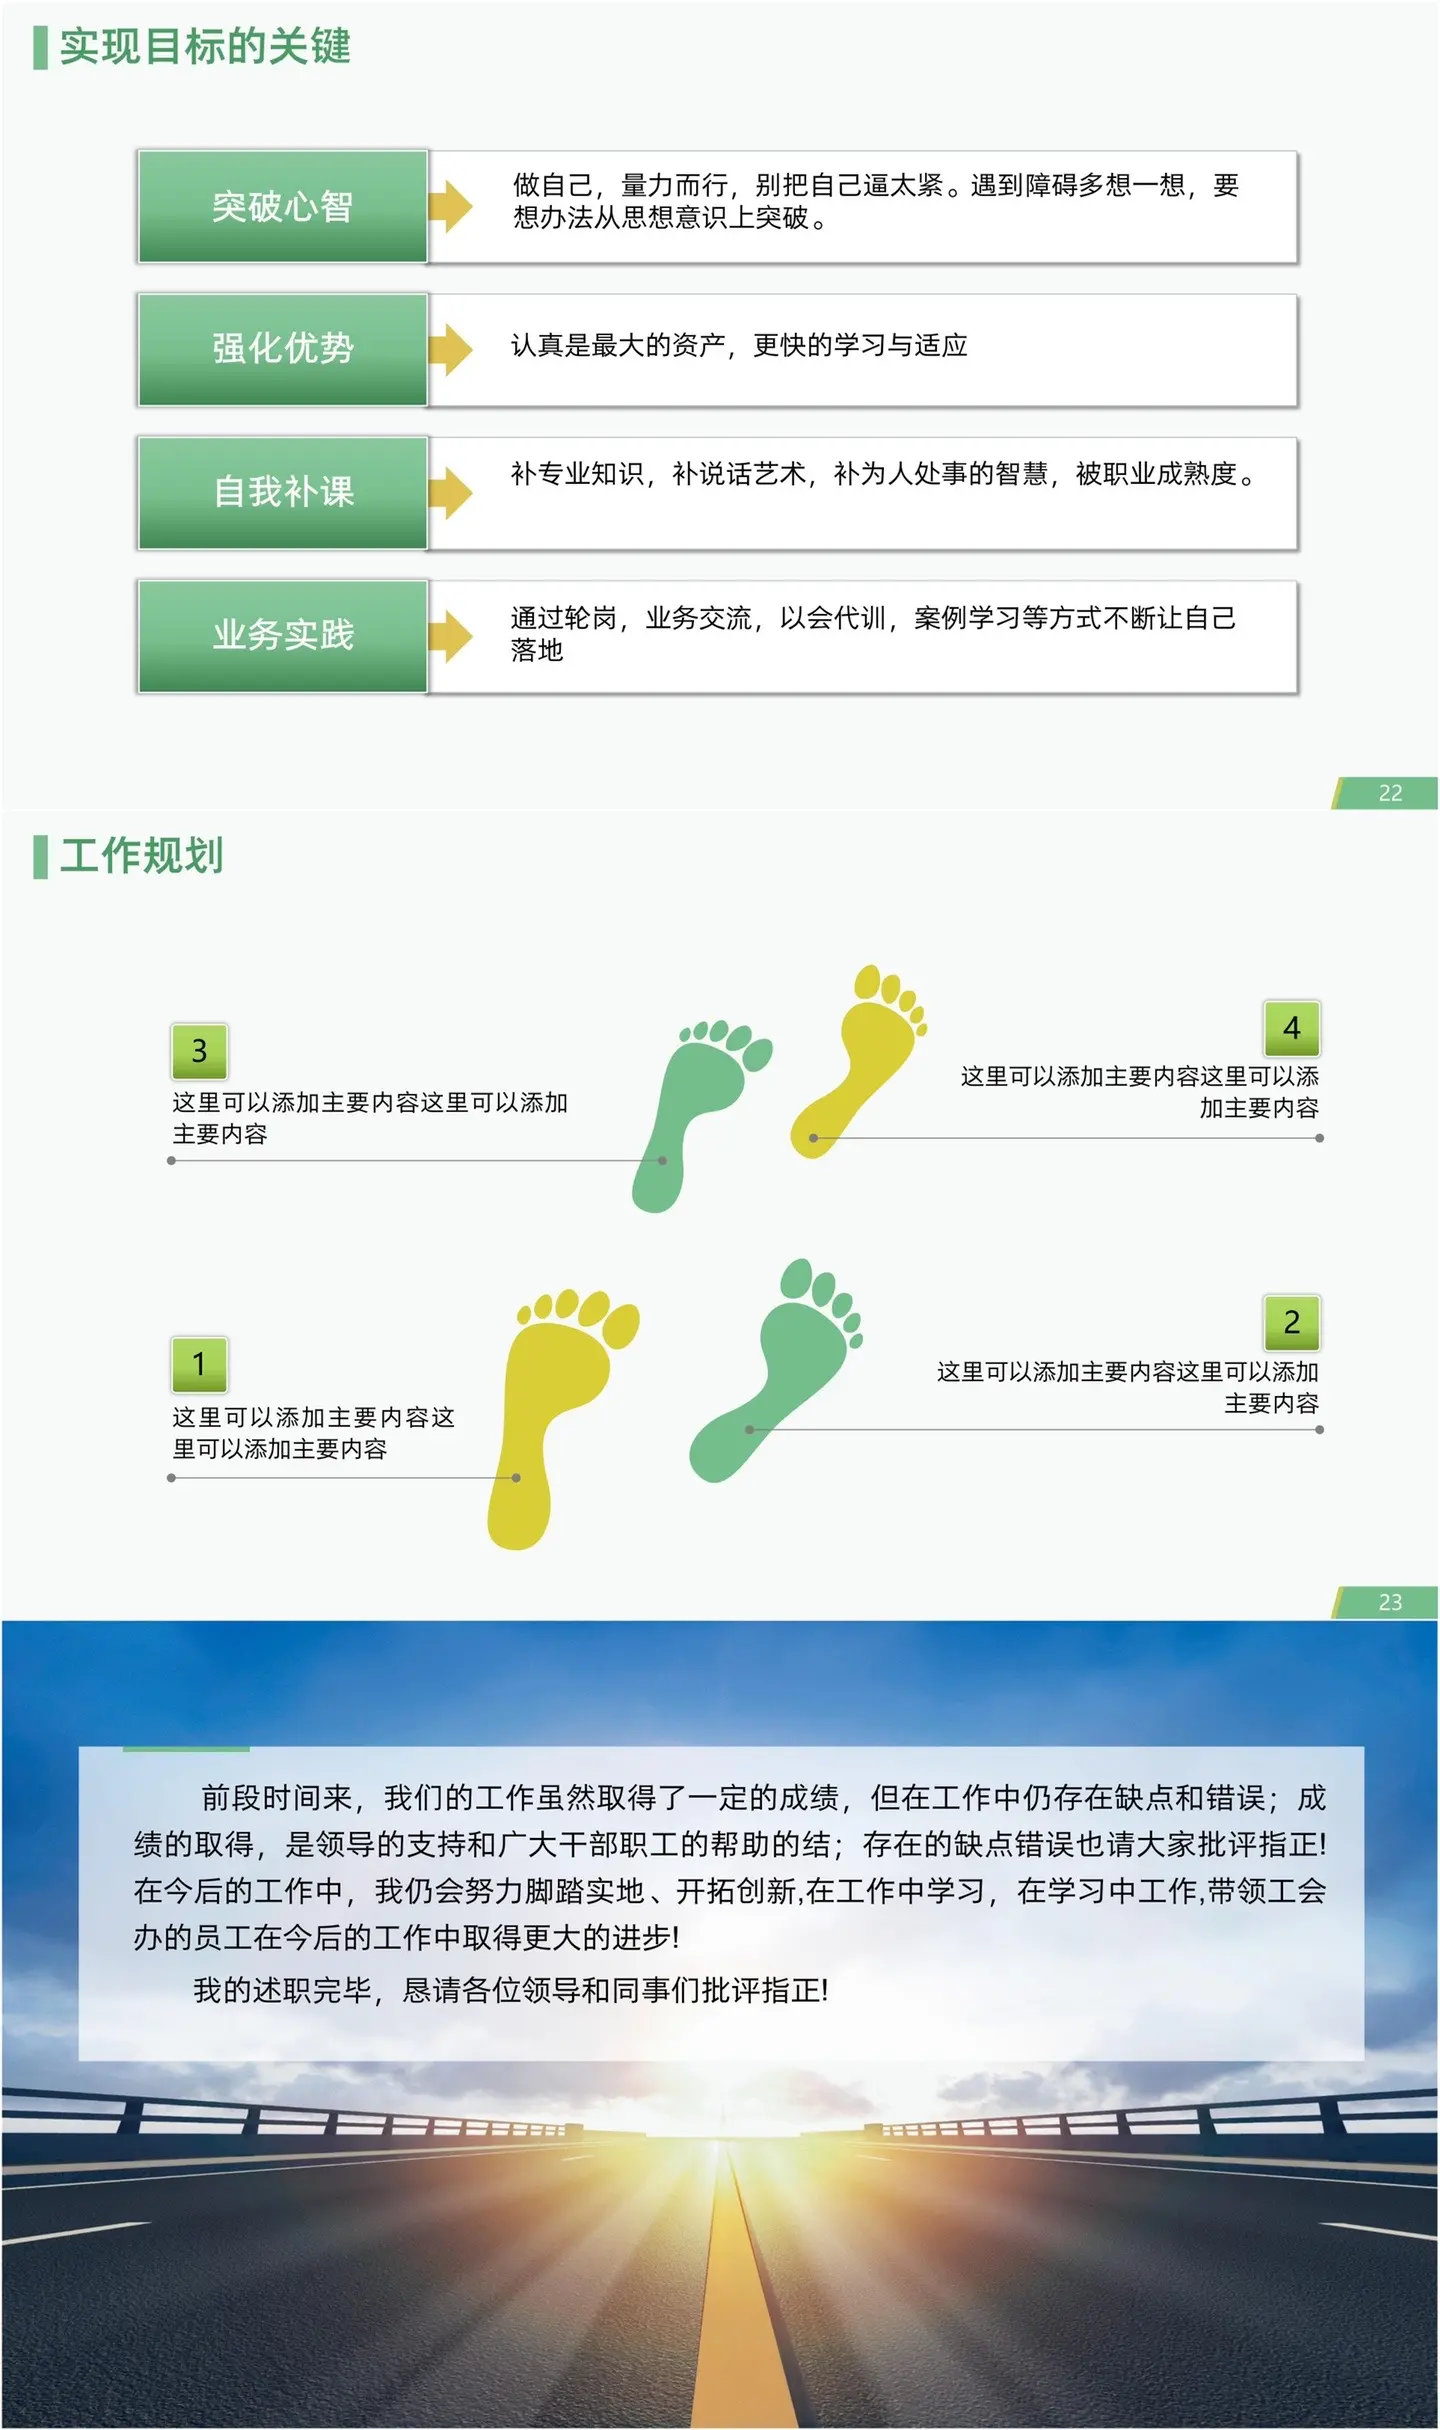 实现目标的关键
突破心智
做自己，量力而行，别把自己逼太紧。遇到障碍多想一想，要
想办法从思想意识上突破。
强化优势
认真是最大的资产，更快的学习与适应
自我补课
补专业知识，补说话艺术，补为人处事的智慧，被职业成熟度。
业务实践
通过轮岗，业务交流，以会代训，案例学习等方式不断让自己
落地
22
工作规划
3
这里可以添加主要内容这里可以添加
主要内容
4
这里可以添加主要内容这里可以添
加主要内容
1
这里可以添加主要内容这
里可以添加主要内容
2
这里可以添加主要内容这里可以添加
主要内容
23
前段时间来，我们的工作虽然取得了一定的成绩，但在工作中仍存在缺点和错误；成
绩的取得，是领导的支持和广大干部职工的帮助的结；存在的缺点错误也请大家批评指正!
在今后的工作中，我仍会努力脚踏实地、开拓创新,在工作中学习，在学习中工作,带领工会
办的员工在今后的工作中取得更大的进步!
我的述职完毕，恳请各位领导和同事们批评指正!